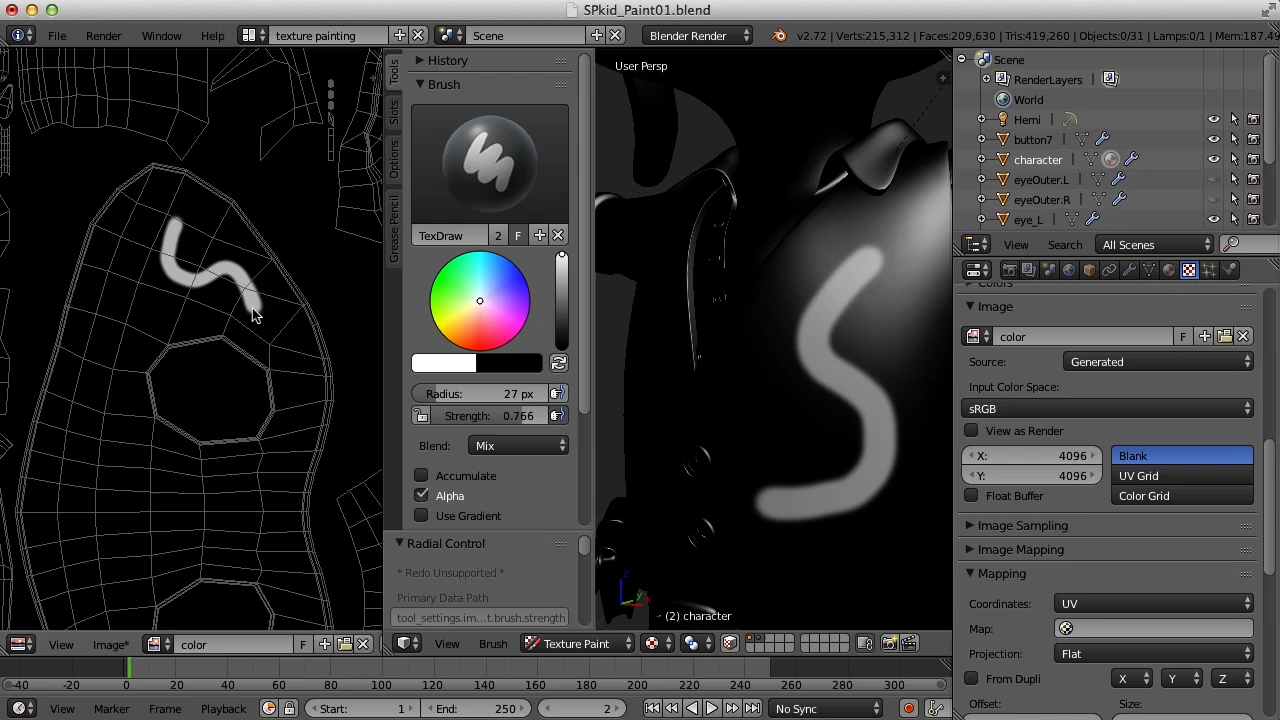 SPkid_Paint01.blend
File Render Window Help texture painting Scene Blender Render v2.72 | Verts:215,312 | Faces:209,630 | Tris:419,260 | Objects:0/31 | Lamps:0/1 | Mem:187.49
Tools
Slots
Options
Grease Pencil
History
Brush
TexDraw 2 F
Radius: 27 px
Strength: 0.766
Blend: Mix
Accumulate
Alpha
Use Gradient
Radial Control
* Redo Unsupported *
Primary Data Path
tool_settings.im...t.brush.strength
User Persp
z
y
x
(2) character
Scene
RenderLayers
World
Hemi
button7
character
eyeOuter.L
eyeOuter.R
eye_L
View Search All Scenes
Colors
Image
color F
Source: Generated
Input Color Space:
sRGB
View as Render
X: 4096 Blank
Y: 4096 UV Grid
Float Buffer Color Grid
Image Sampling
Image Mapping
Mapping
Coordinates: UV
Map:
Projection: Flat
From Dupli X Y Z
Offset: Size:
View Image* color F View Brush Texture Paint
-40 -20 0 20 40 60 80 100 120 140 160 180 200 220 240 260 280 300
View Marker Frame Playback Start: 1 End: 250 2 No Sync